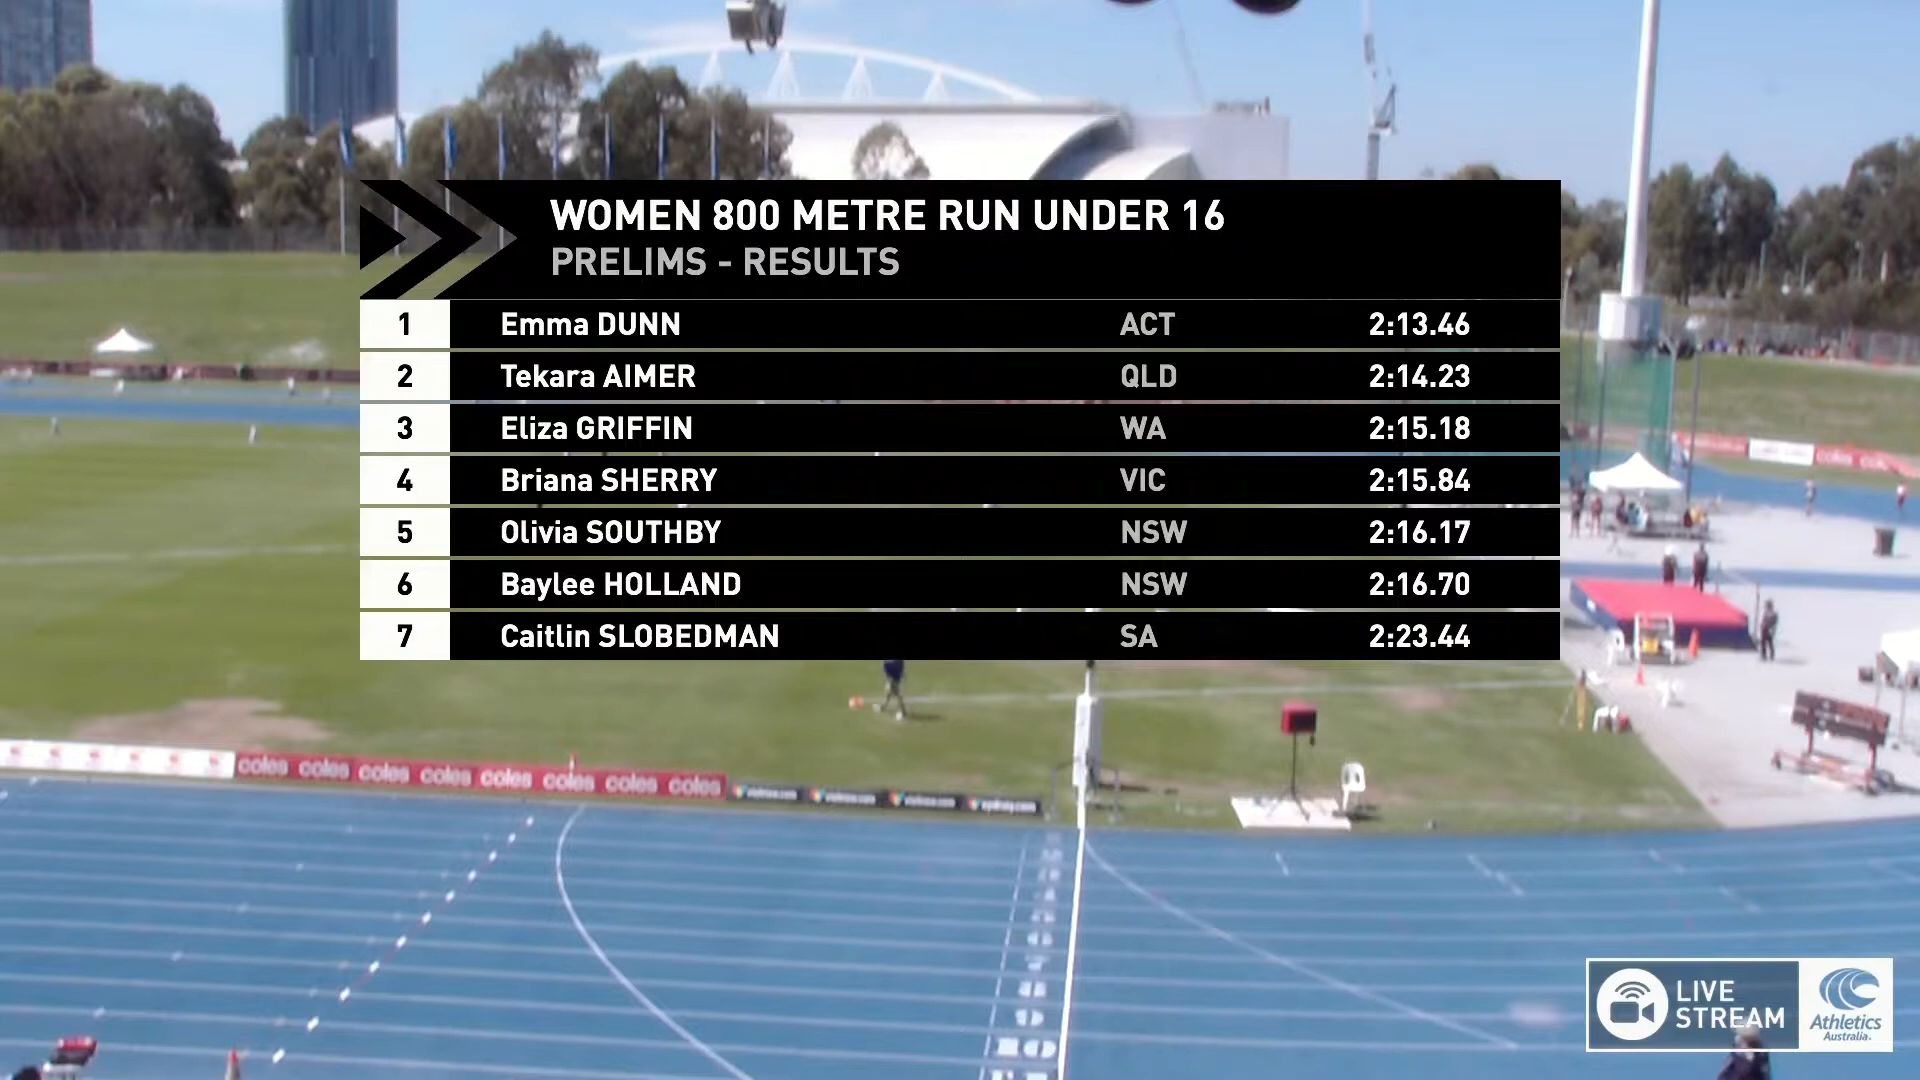 WOMEN 800 METRE RUN UNDER 16
PRELIMS - RESULTS
1 Emma DUNN ACT 2:13.46
2 Tekara AIMER QLD 2:14.23
3 Eliza GRIFFIN WA 2:15.18
4 Briana SHERRY VIC 2:15.84
5 Olivia SOUTHBY NSW 2:16.17
6 Baylee HOLLAND NSW 2:16.70
7 Caitlin SLOBEDMAN SA 2:23.44
coles coles coles coles coles coles coles coles
LIVE
STREAM
Athletics
Australia.